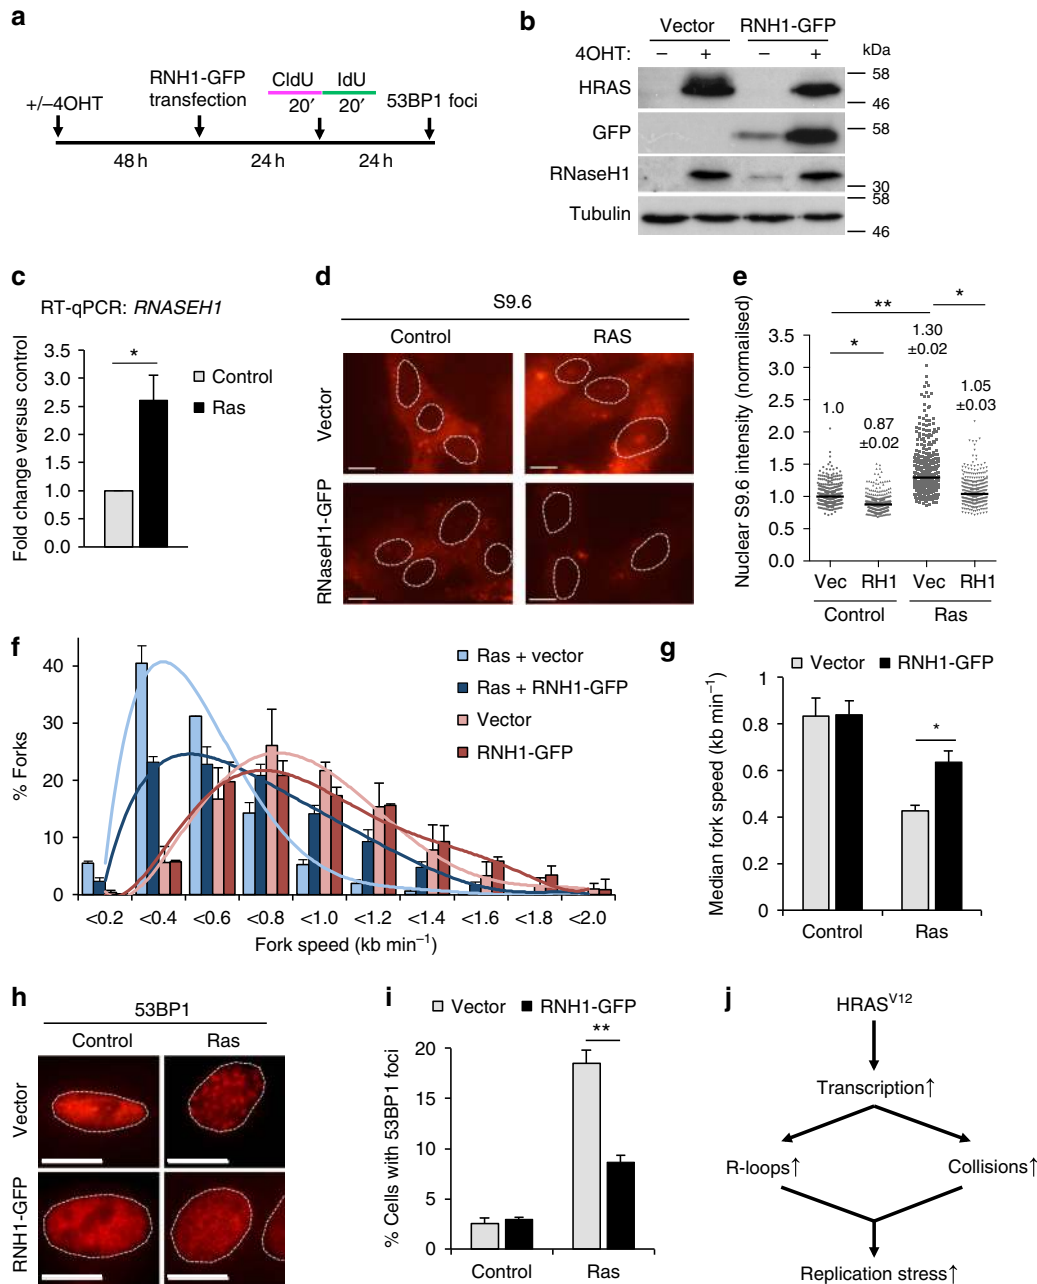 a
+/–4OHT
RNH1-GFP
transfection
CldU IdU
20′ 20′
53BP1 foci
48 h 24 h 24 h
b
Vector RNH1-GFP
4OHT: – + – + kDa
HRAS
58
46
GFP
58
RNaseH1
30
Tubulin
58
46
c
RT-qPCR: RNASEH1
Fold change versus control
3.5
3.0
2.5
2.0
1.5
1.0
0.5
0.0
*
Control
Ras
d
S9.6
Control RAS
Vector
RNaseH1-GFP
e
Nuclear S9.6 intensity (normailsed)
3.5
3.0
2.5
2.0
1.5
1.0
0.5
0.0
** *
*
1.0
0.87
±0.02
1.30
±0.02
1.05
±0.03
Vec RH1 Vec RH1
Control Ras
f
% Forks
40
30
20
10
0
Ras + vector
Ras + RNH1-GFP
Vector
RNH1-GFP
<0.2 <0.4 <0.6 <0.8 <1.0 <1.2 <1.4 <1.6 <1.8 <2.0
Fork speed (kb min⁻¹)
g
Vector RNH1-GFP
Median fork speed (kb min⁻¹)
1
0.8
0.6
0.4
0.2
0
*
Control Ras
h
53BP1
Control Ras
Vector
RNH1-GFP
i
Vector RNH1-GFP
% Cells with 53BP1 foci
20
15
10
5
0
**
Control Ras
j
HRASV12
Transcription↑
R-loops↑ Collisions↑
Replication stress↑